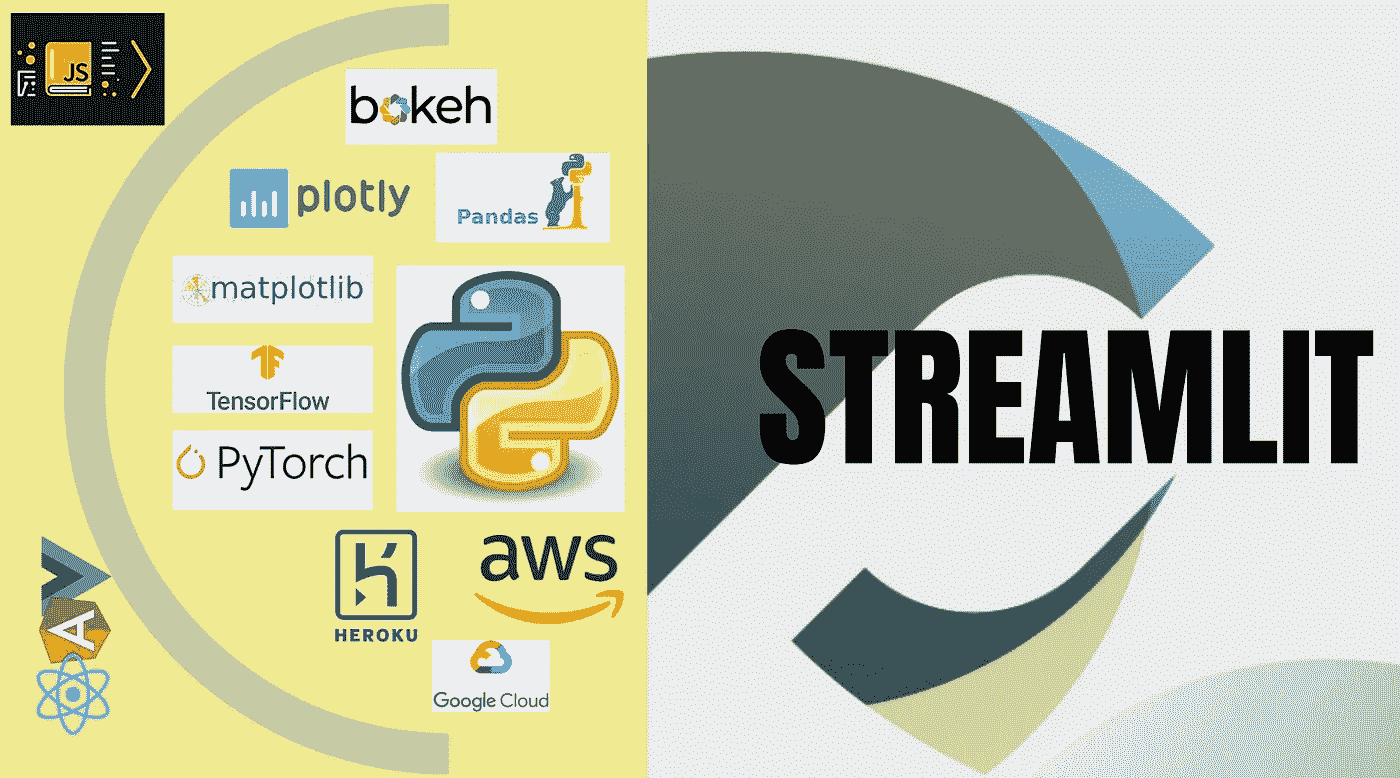 JS
bokeh
plotly
Pandas
matplotlib
TensorFlow
PyTorch
STREAMLIT
HEROKU
aws
A
Google Cloud